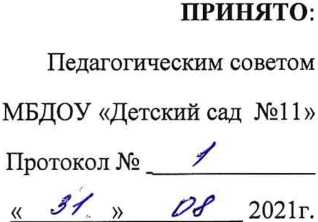 ПРИНЯТО:
Педагогическим советом
МБДОУ «Детский сад №11»
Протокол № 1
« 31 » 08 2021г.